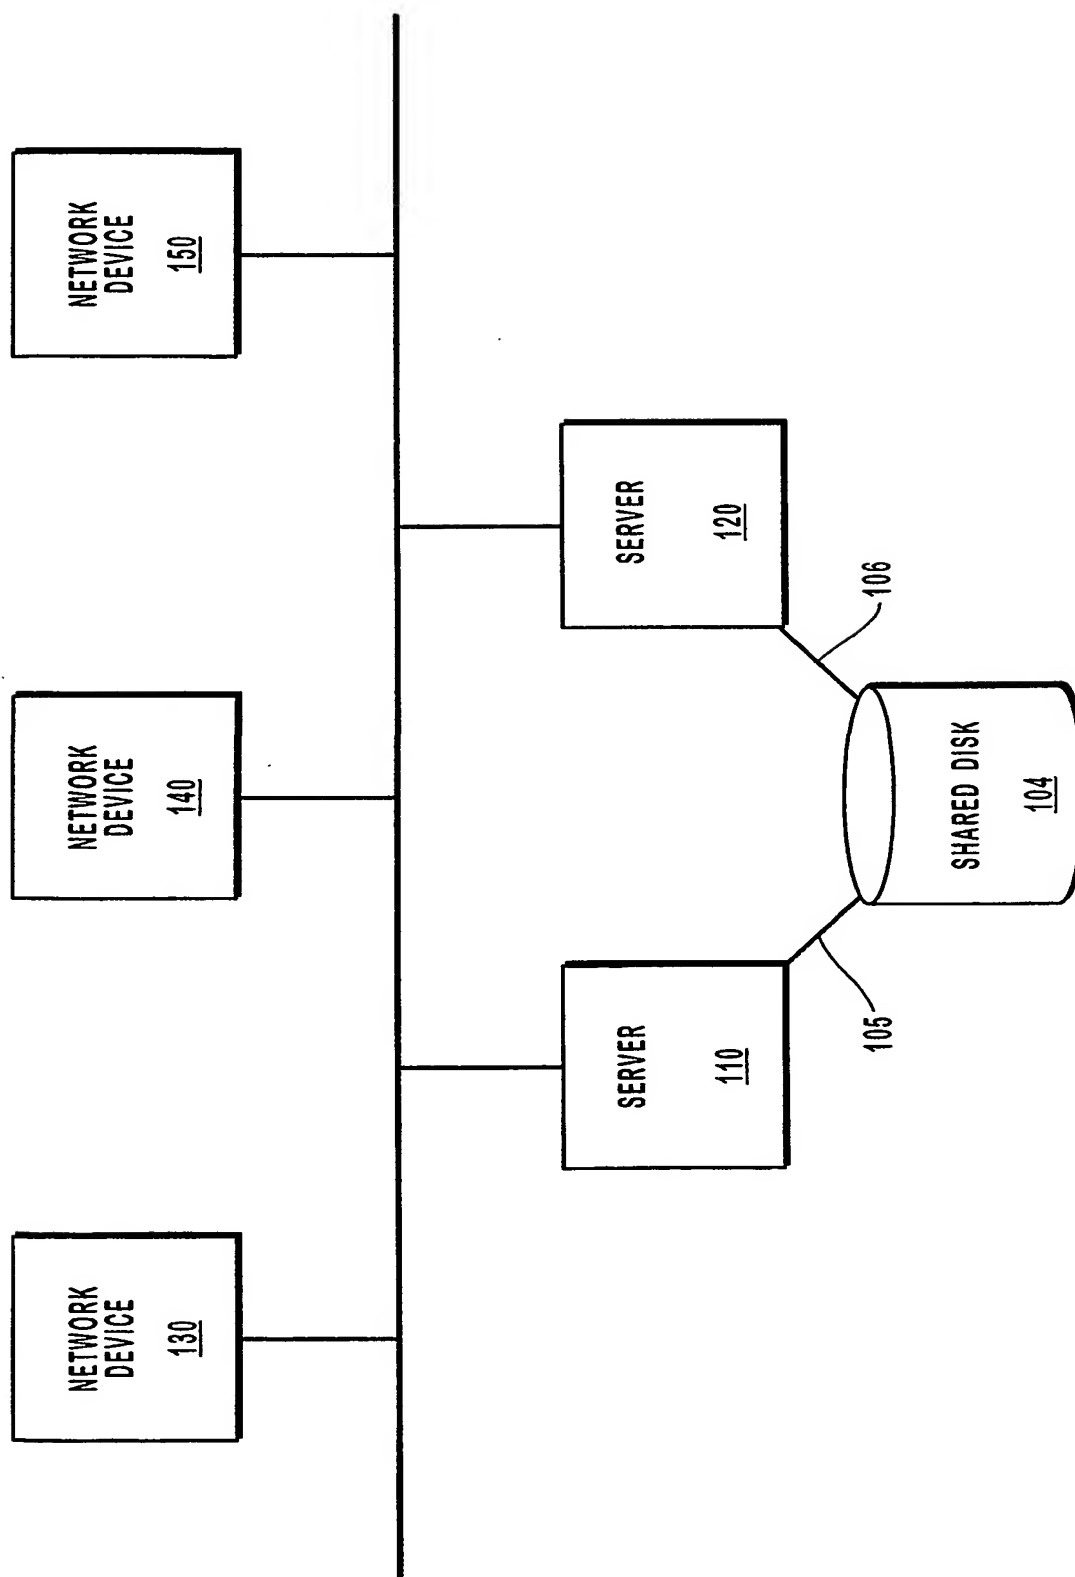 NETWORK
DEVICE
130
NETWORK
DEVICE
140
NETWORK
DEVICE
150
SERVER
110
SERVER
120
105
106
SHARED DISK
104